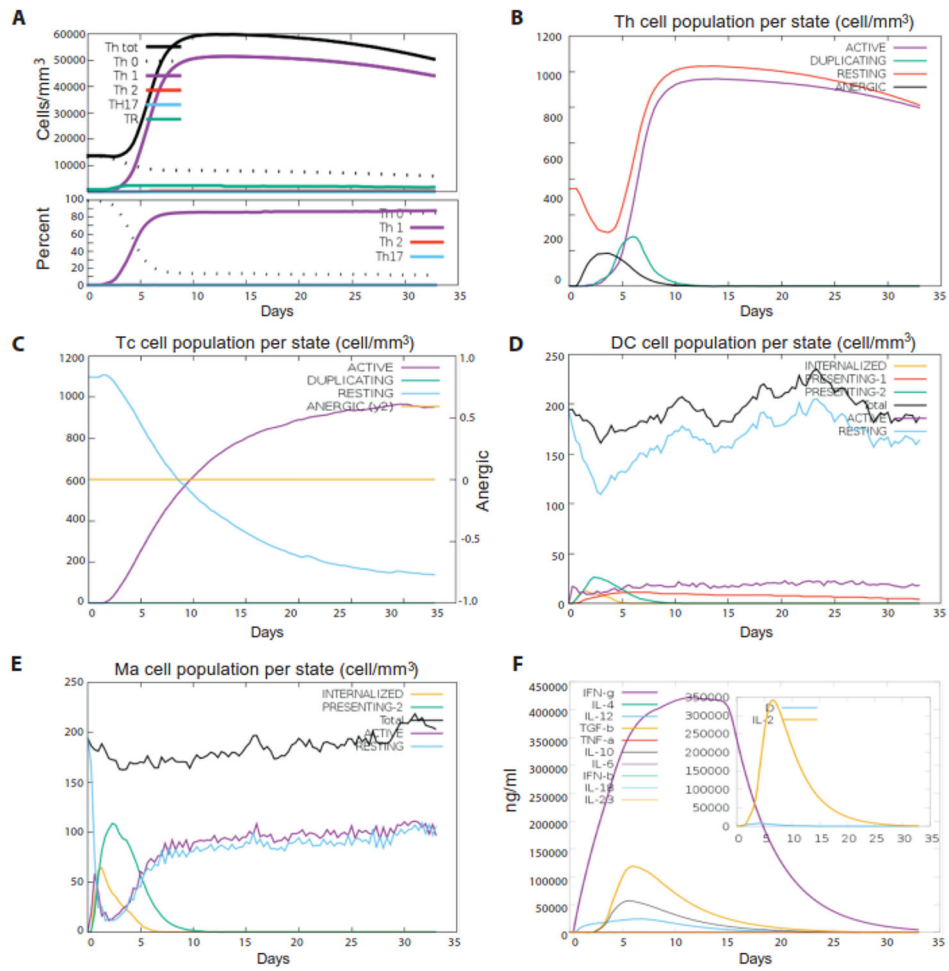 A
60000
50000
40000
30000
20000
10000
Cells/mm³
Th tot
Th 0
Th 1
Th 2
TH17
TR
100
80
60
40
20
0
Percent
Th 0
Th 1
Th 2
Th17
0 5 10 15 20 25 30 35
Days
B
Th cell population per state (cell/mm³)
1200
1000
800
600
400
200
0
ACTIVE
DUPLICATING
RESTING
ANERGIC
0 5 10 15 20 25 30 35
Days
C
Tc cell population per state (cell/mm³)
1200
1000
800
600
400
200
0
ACTIVE
DUPLICATING
RESTING
ANERGIC (y2)
1.0
0.5
0
-0.5
-1.0
Anergic
0 5 10 15 20 25 30 35
Days
D
DC cell population per state (cell/mm³)
250
200
150
100
50
0
INTERNALIZED
PRESENTING-1
PRESENTING-2
Total
ACTIVE
RESTING
0 5 10 15 20 25 30 35
Days
E
Ma cell population per state (cell/mm³)
250
200
150
100
50
0
INTERNALIZED
PRESENTING-2
Total
ACTIVE
RESTING
0 5 10 15 20 25 30 35
Days
F
450000
400000
350000
300000
250000
200000
150000
100000
50000
0
ng/ml
IFN-g
IL-4
IL-12
TGF-b
TNF-a
IL-10
IL-6
IFN-b
IL-18
IL-23
350000
300000
250000
200000
150000
100000
50000
0
D
IL-2
0 5 10 15 20 25 30 35
0 5 10 15 20 25 30 35
Days